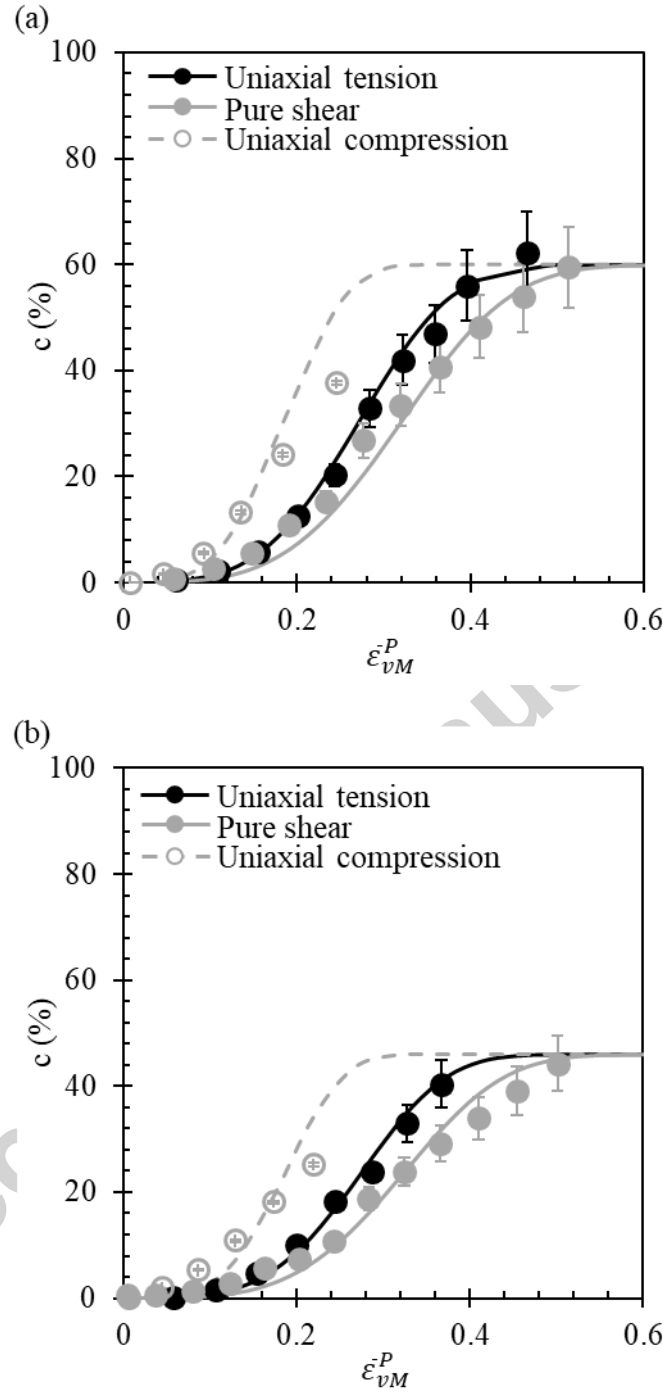 (a)
100
Uniaxial tension
Pure shear
Uniaxial compression
80
60
40
20
0
c (%)
0 0.2 0.4 0.6
ε̄ᴾvM
(b)
100
Uniaxial tension
Pure shear
Uniaxial compression
80
60
40
20
0
c (%)
0 0.2 0.4 0.6
ε̄ᴾvM